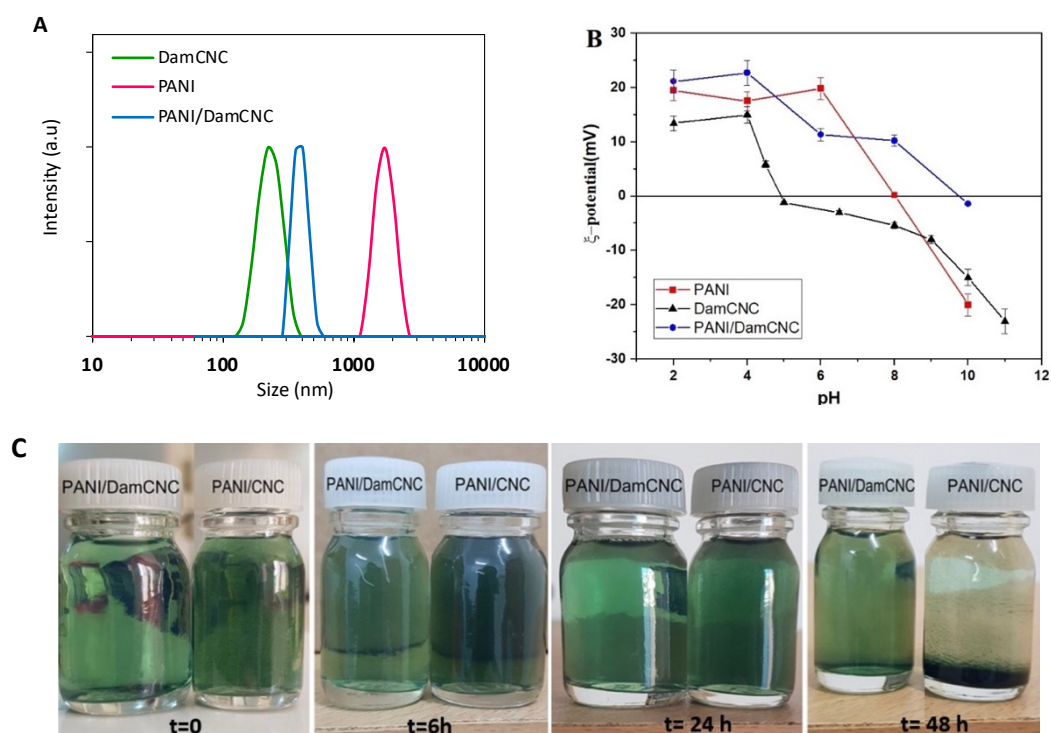 A
DamCNC
PANI
PANI/DamCNC
Intensity (a.u)
10
100
1000
10000
Size (nm)
B
30
20
10
0
-10
-20
-30
ξ-potential(mV)
PANI
DamCNC
PANI/DamCNC
2
4
6
8
10
12
pH
C
PANI/DamCNC
PANI/CNC
t=0
PANI/DamCNC
PANI/CNC
t=6h
PANI/DamCNC
PANI/CNC
t= 24 h
PANI/DamCNC
PANI/CNC
t= 48 h